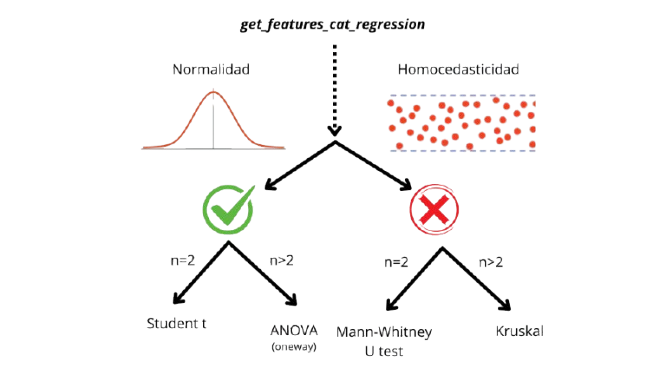 get_features_cat_regression
Normalidad
Homocedasticidad
n=2
n>2
n=2
n>2
Student t
ANOVA
(oneway)
Mann-Whitney
U test
Kruskal